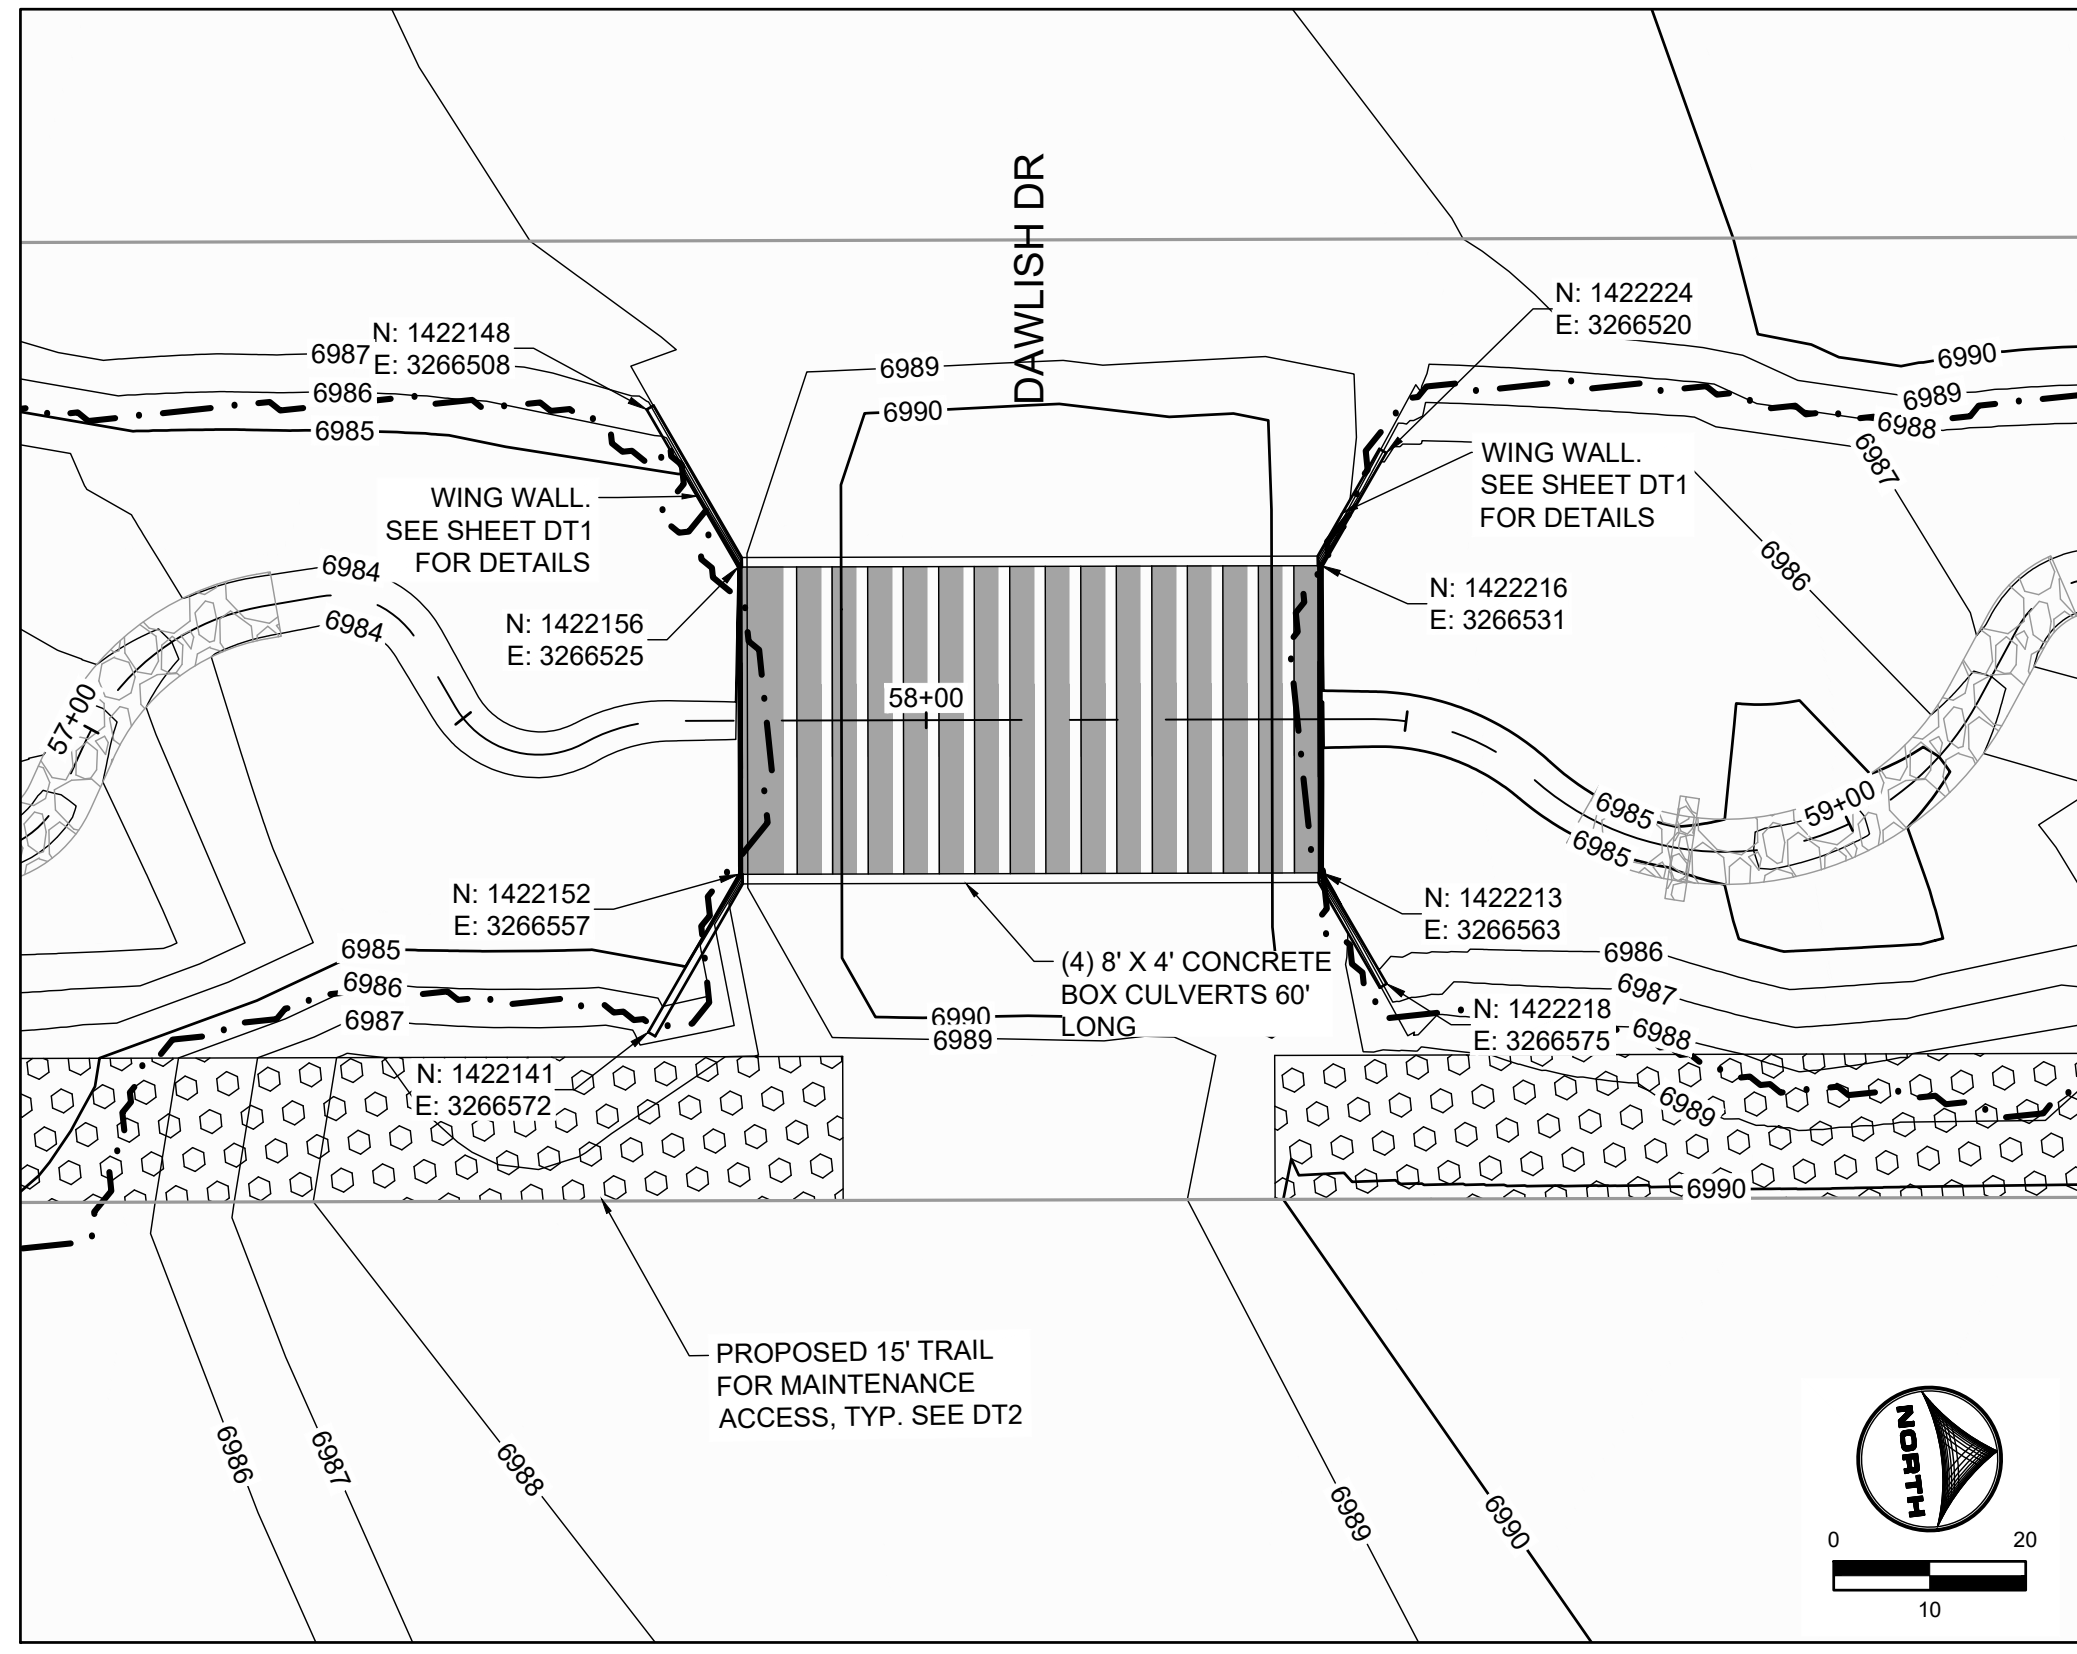 DAWLISH DR
N: 1422224
E: 3266520
N: 1422148
E: 3266508
6987
6986
6985
6989
6990
6990
6989
6988
6987
WING WALL.
SEE SHEET DT1
FOR DETAILS
WING WALL.
SEE SHEET DT1
FOR DETAILS
6984
6984
6986
N: 1422156
E: 3266525
N: 1422216
E: 3266531
57+00
58+00
59+00
6985
6985
N: 1422152
E: 3266557
N: 1422213
E: 3266563
6985
6986
6987
(4) 8' X 4' CONCRETE
BOX CULVERTS 60'
LONG
6990
6989
6986
6987
6988
N: 1422218
E: 3266575
N: 1422141
E: 3266572
6989
6990
PROPOSED 15' TRAIL
FOR MAINTENANCE
ACCESS, TYP. SEE DT2
6986
6987
6988
6989
6990
NORTH
0
20
10